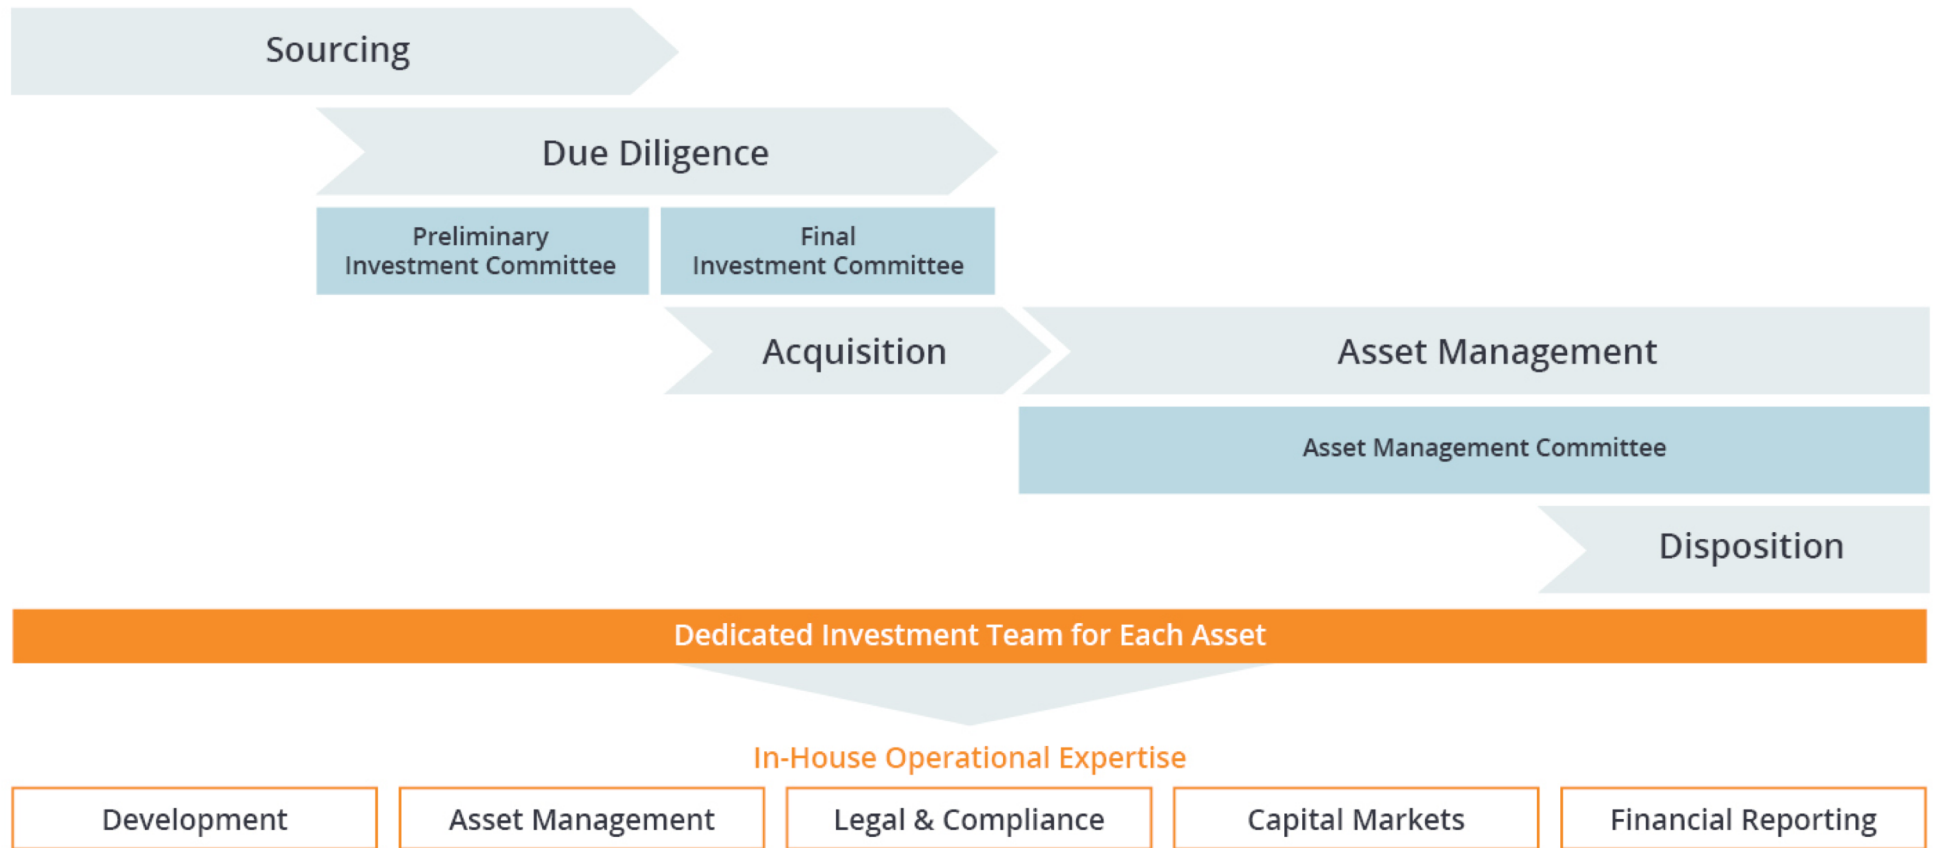 Sourcing
Due Diligence
Preliminary
Investment Committee
Final
Investment Committee
Acquisition
Asset Management
Asset Management Committee
Disposition
Dedicated Investment Team for Each Asset
In-House Operational Expertise
Development
Asset Management
Legal & Compliance
Capital Markets
Financial Reporting